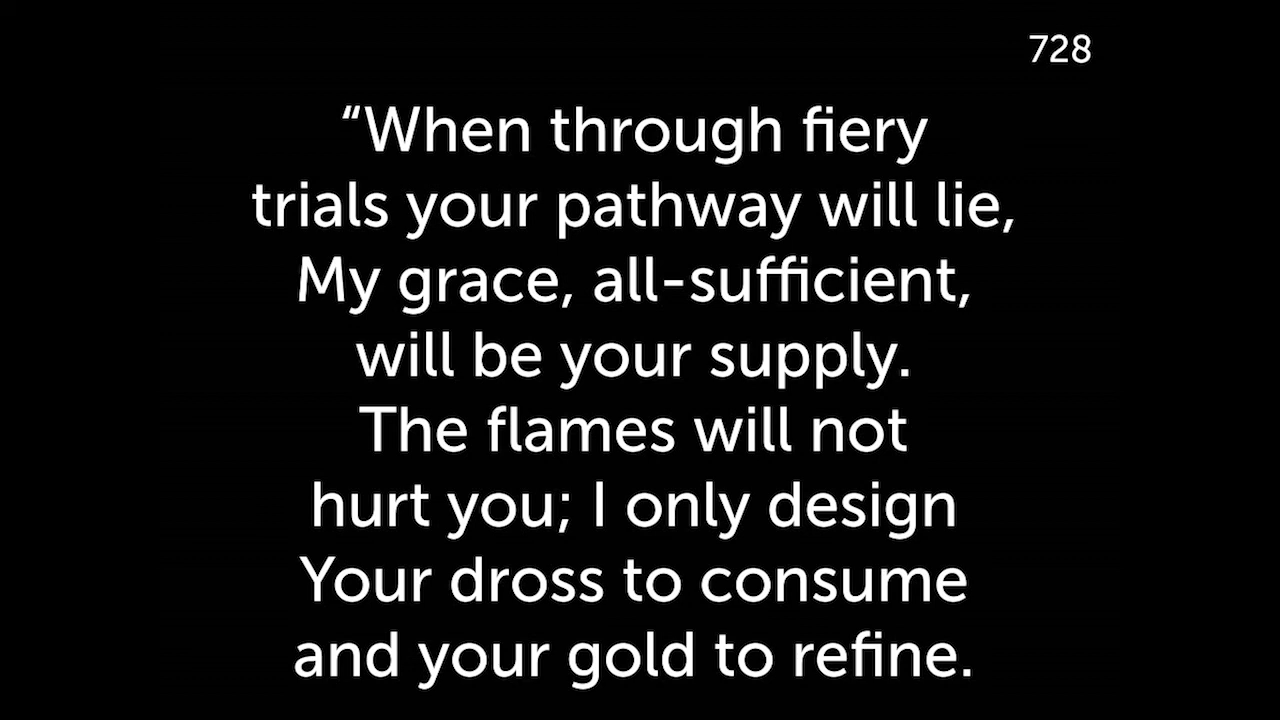 728
“When through fiery
trials your pathway will lie,
My grace, all-sufficient,
will be your supply.
The flames will not
hurt you; I only design
Your dross to consume
and your gold to refine.